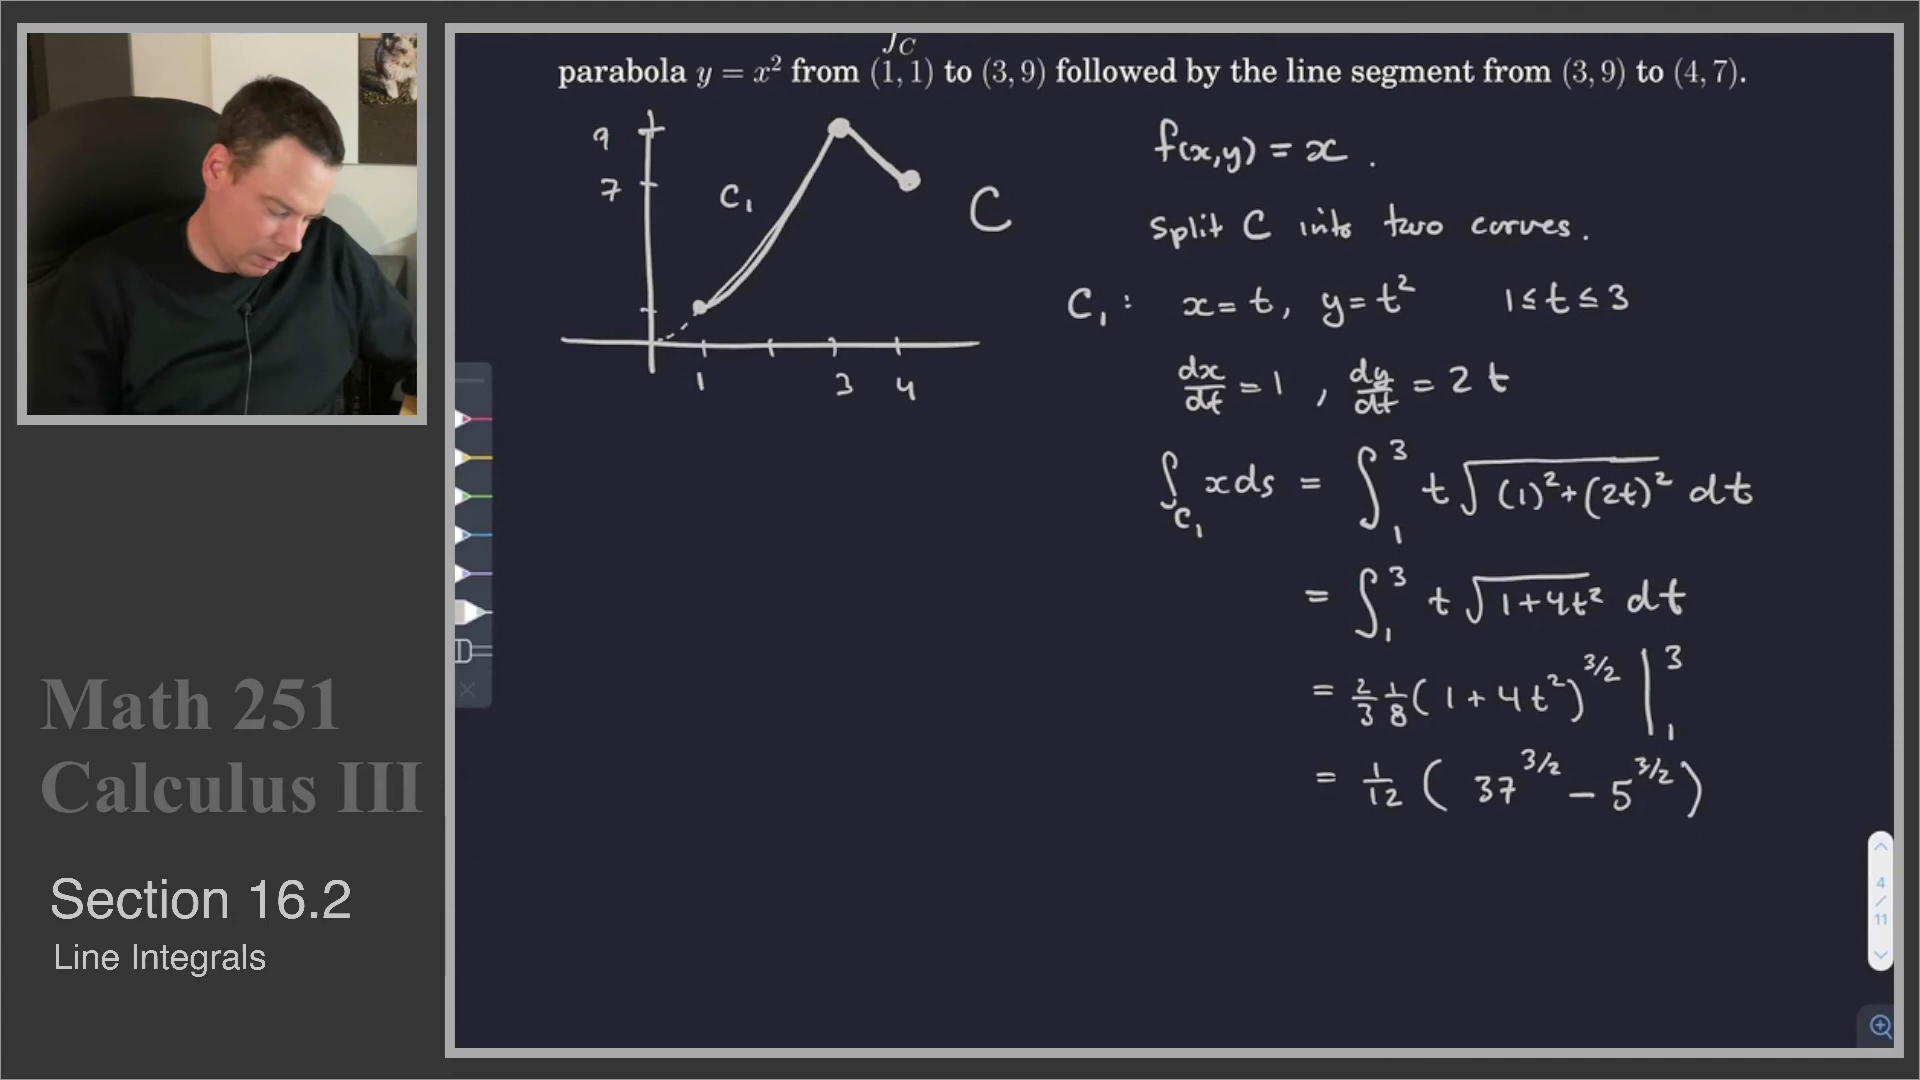 ∫_C
parabola y = x² from (1, 1) to (3, 9) followed by the line segment from (3, 9) to (4, 7).
9
7
C₁
C
1 3 4
f(x,y) = x .
Split C into two curves.
C₁ : x = t, y = t² 1 ≤ t ≤ 3
dx/dt = 1 , dy/dt = 2t
∫_C₁ x ds = ∫₁³ t √((1)² + (2t)²) dt
= ∫₁³ t √(1+4t²) dt
= 2/3 1/8 (1 + 4t²)^3/2 |₁³
= 1/12 ( 37^3/2 − 5^3/2 )
Math 251
Calculus III
Section 16.2
Line Integrals
4
/
11